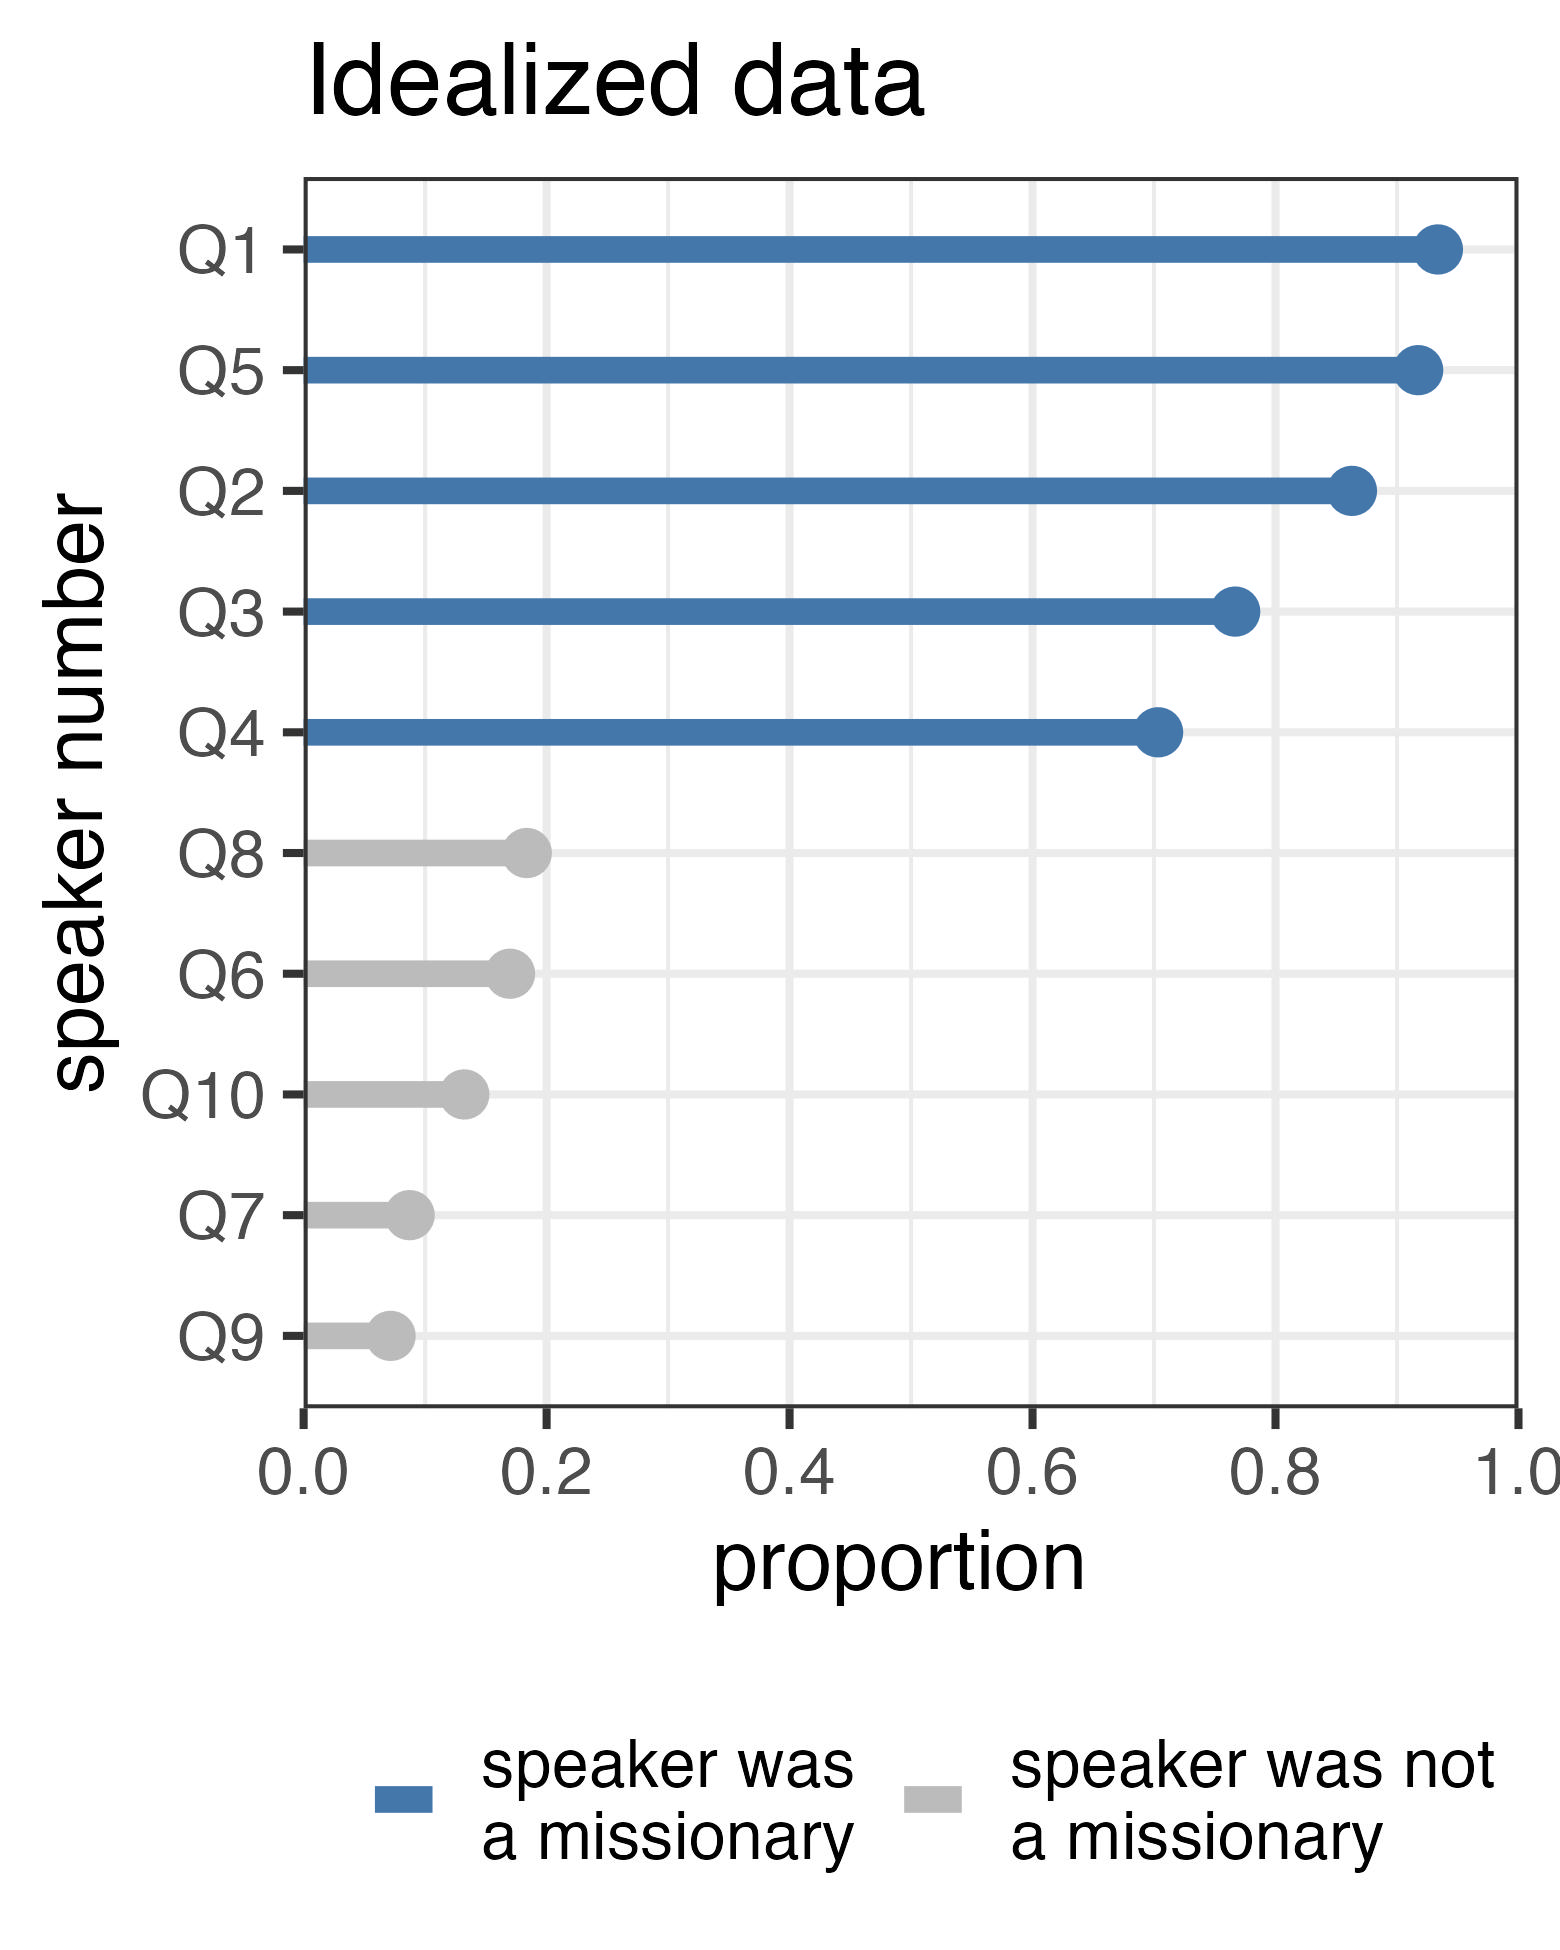 Idealized data
speaker number
Q1
Q5
Q2
Q3
Q4
Q8
Q6
Q10
Q7
Q9
0.0 0.2 0.4 0.6 0.8 1.0
proportion
speaker was
a missionary
speaker was not
a missionary